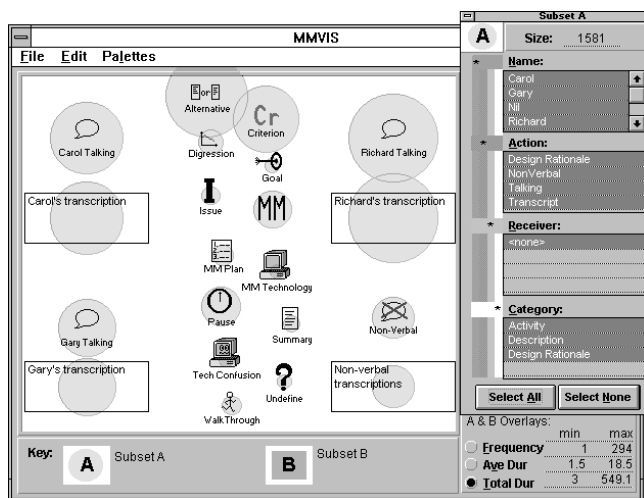 MMVIS
File Edit Palettes
or
Alternative
Cr
Criterion
Carol Talking
Digression
Richard Talking
Goal
Carol's transcription
Issue
MM
Richard's transcription
MM Plan
MM Technology
Gary Talking
Pause
Summary
Non-Verbal
Gary's transcription
Tech Confusion
Non-verbal
transcriptions
?
Undefine
WalkThrough
Key:
A
Subset A
B
Subset B
Subset A
A
Size: 1581
* Name:
Carol
Gary
Nil
Richard
* Action:
Design Rationale
NonVerbal
Talking
Transcript
* Receiver:
<none>
* Category:
Activity
Description
Design Rationale
Select All Select None
A & B Overlays:
min max
Frequency 1 294
Ave Dur 1.5 18.5
Total Dur 3 549.1